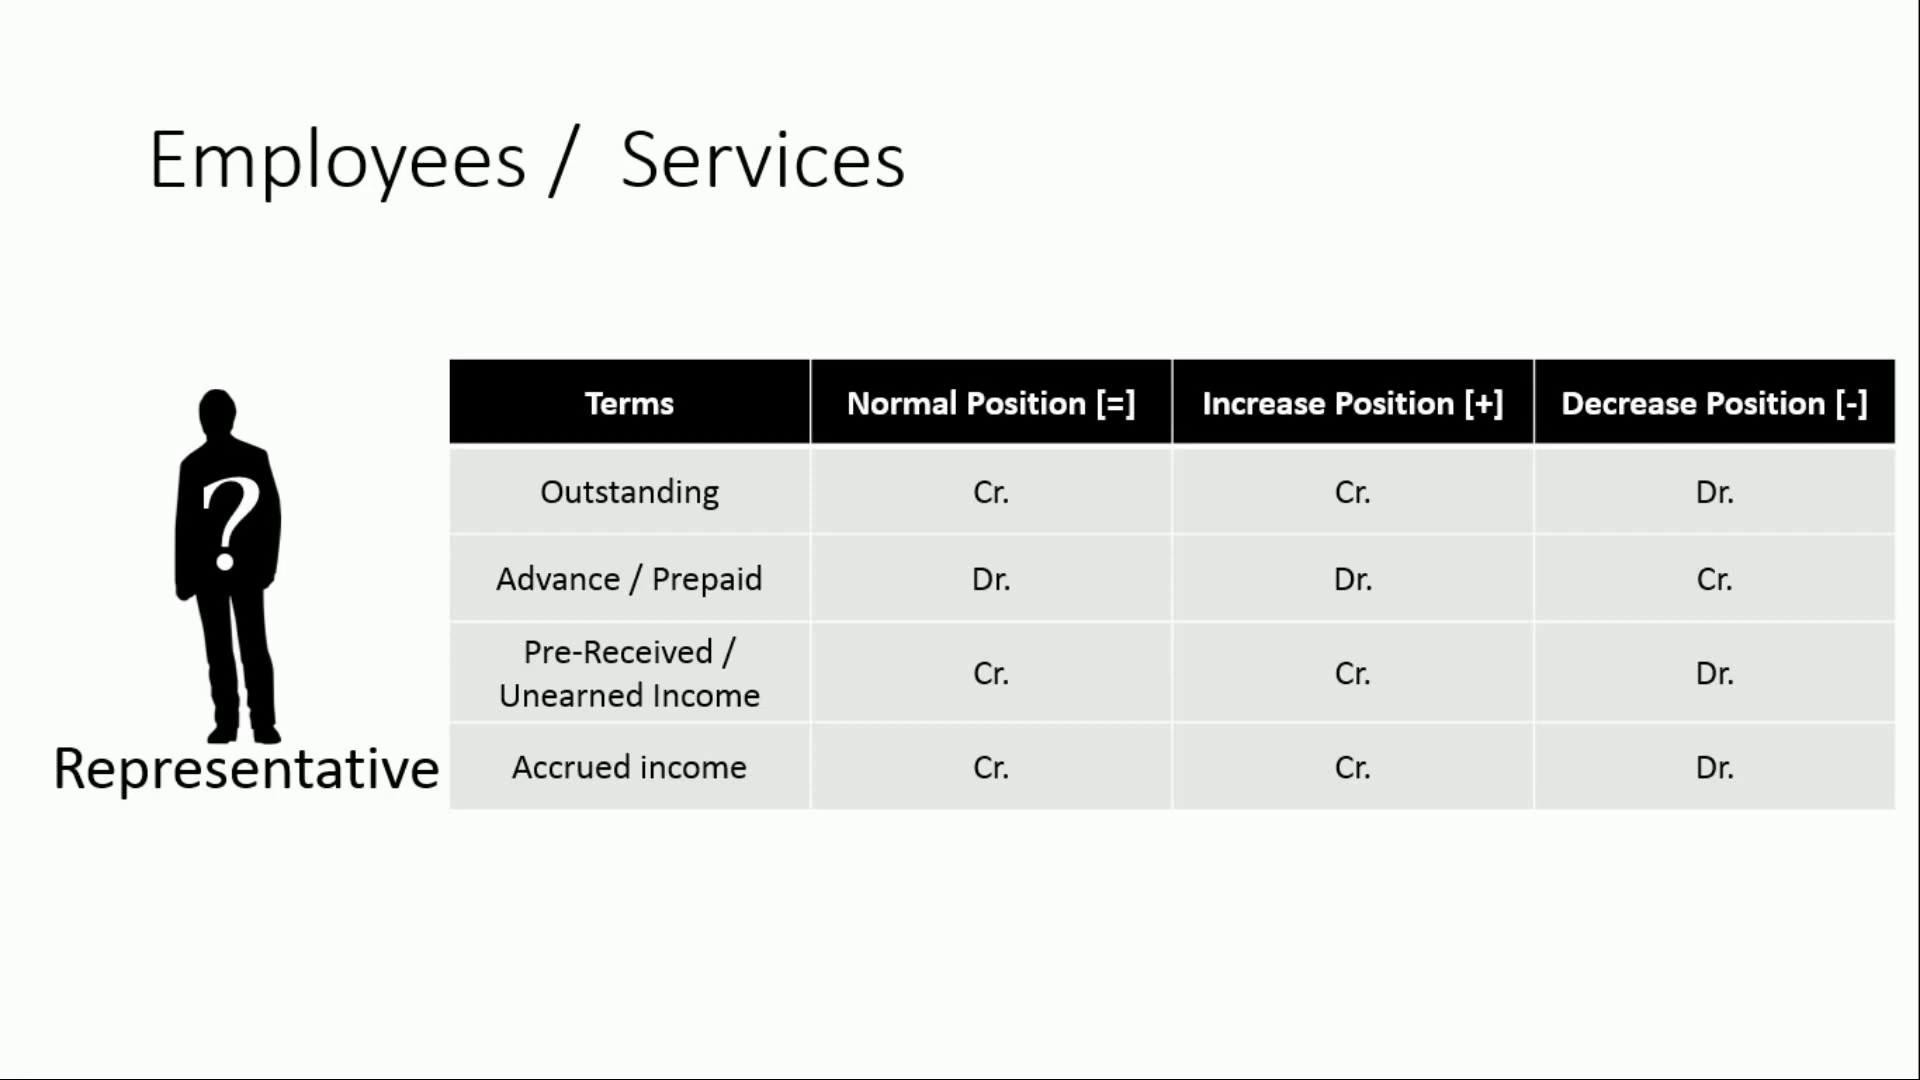 Employees / Services
Terms Normal Position [=] Increase Position [+] Decrease Position [-]
Outstanding Cr. Cr. Dr.
Advance / Prepaid Dr. Dr. Cr.
Pre-Received /
Unearned Income Cr. Cr. Dr.
Accrued income Cr. Cr. Dr.
?
Representative